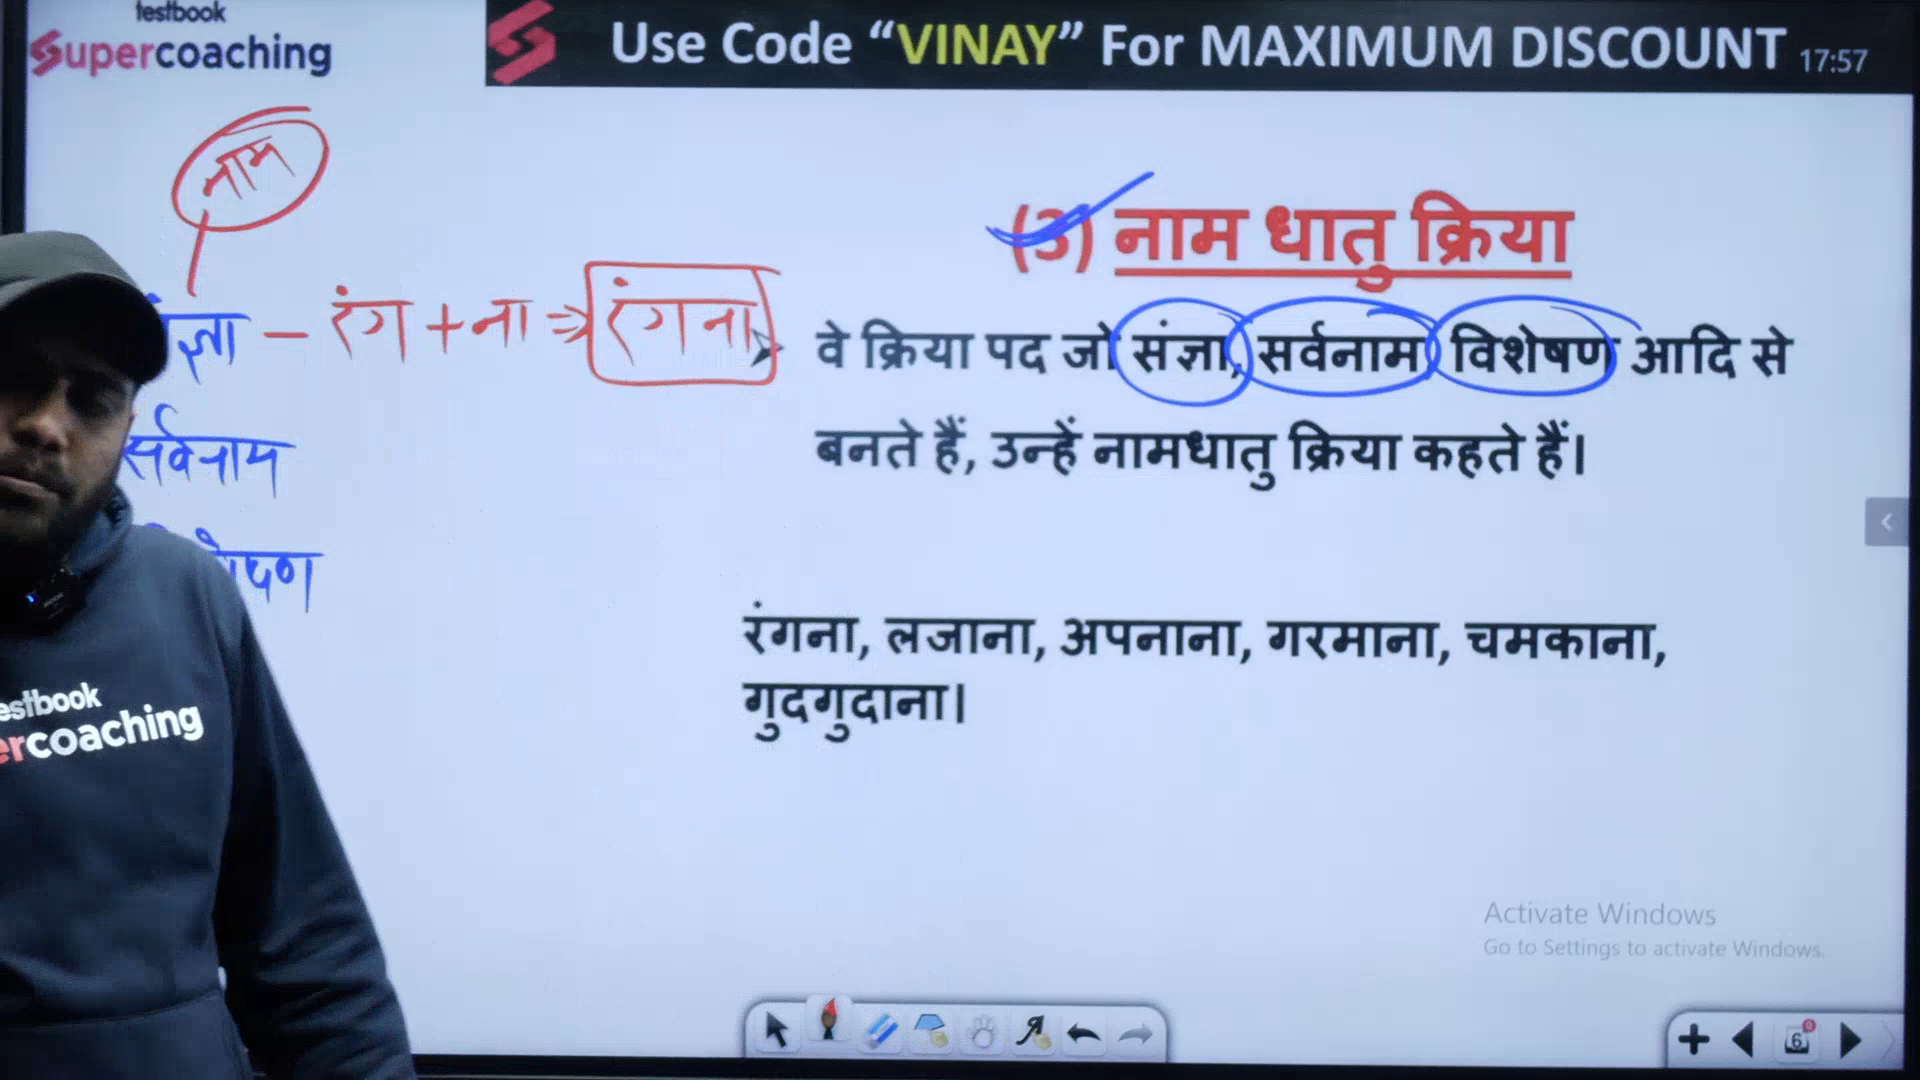 testbook
Supercoaching
Use Code “VINAY” For MAXIMUM DISCOUNT 17:57
नाम
(3) नाम धातु क्रिया
ज्ञा – रंग + ना ⇒ रंगना
वे क्रिया पद जो संज्ञा, सर्वनाम, विशेषण आदि से
बनते हैं, उन्हें नामधातु क्रिया कहते हैं।
सर्वनाम
रंगना, लजाना, अपनाना, गरमाना, चमकाना,
गुदगुदाना।
estbook
ercoaching
Activate Windows
Go to Settings to activate Windows.
6